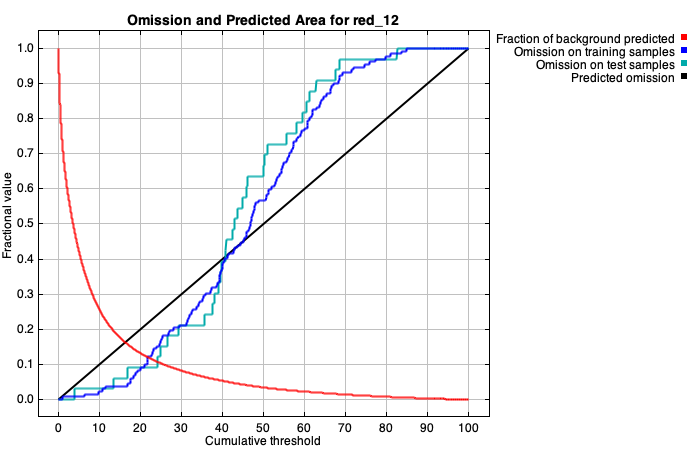 Omission and Predicted Area for red_12
Fraction of background predicted
Omission on training samples
Omission on test samples
Predicted omission
Fractional value
1.0
0.9
0.8
0.7
0.6
0.5
0.4
0.3
0.2
0.1
0.0
0 10 20 30 40 50 60 70 80 90 100
Cumulative threshold